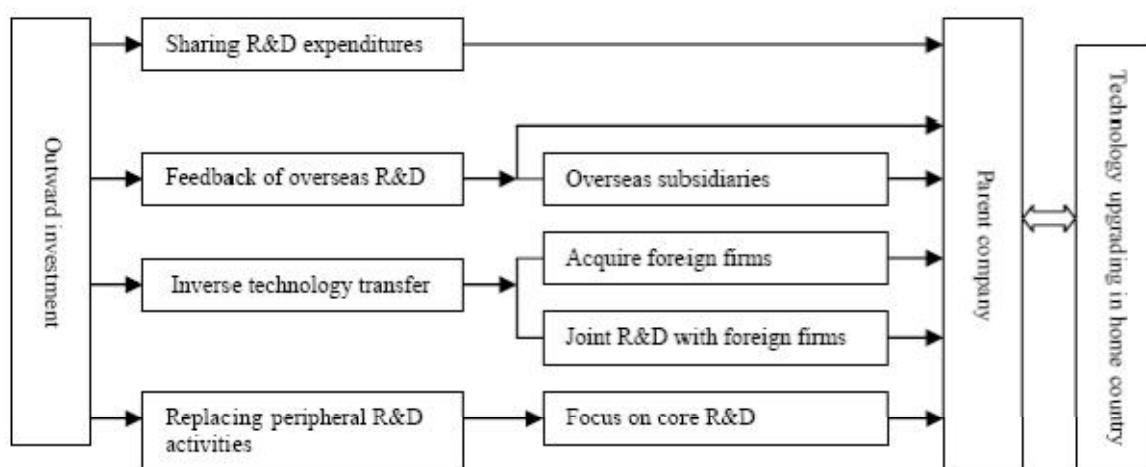 Outward investment
Sharing R&D expenditures
Feedback of overseas R&D
Overseas subsidiaries
Inverse technology transfer
Acquire foreign firms
Joint R&D with foreign firms
Replacing peripheral R&D
activities
Focus on core R&D
Parent company
Technology upgrading in home country